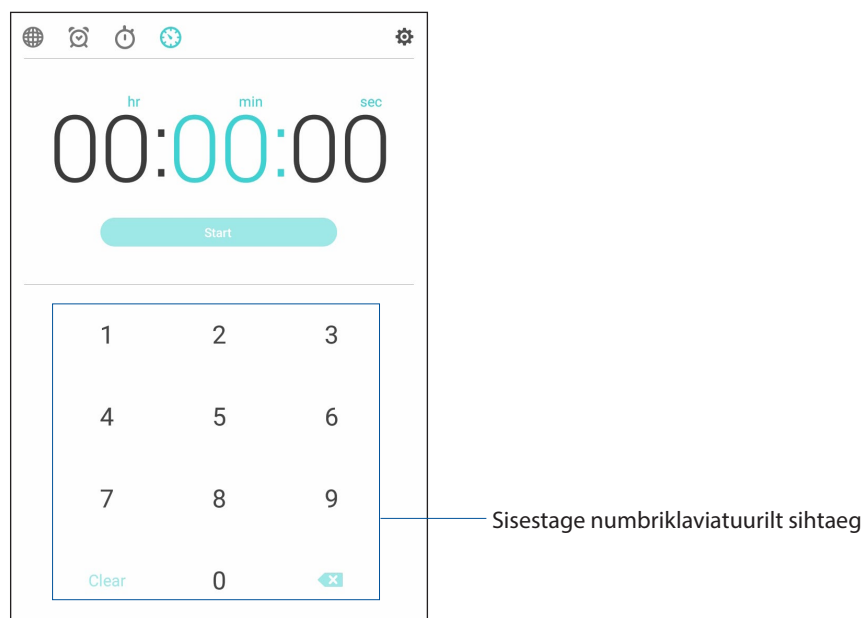 hr min sec
00:00:00
Start
1 2 3
4 5 6
7 8 9
Sisestage numbriklaviatuurilt sihtaeg
Clear 0